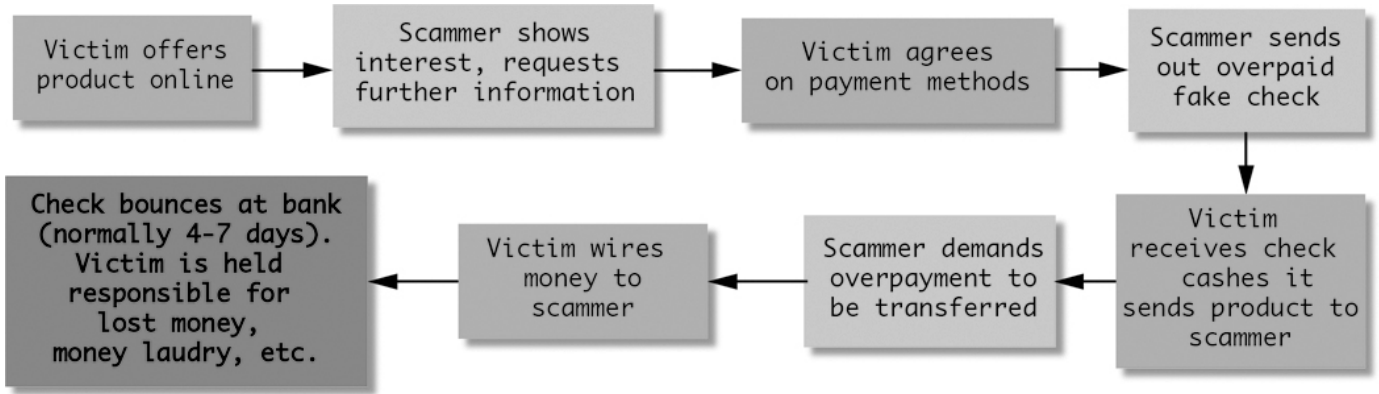 Victim offers
product online
Scammer shows
interest, requests
further information
Victim agrees
on payment methods
Scammer sends
out overpaid
fake check
Victim
receives check
cashes it
sends product to
scammer
Scammer demands
overpayment to
be transferred
Victim wires
money to
scammer
Check bounces at bank
(normally 4-7 days).
Victim is held
responsible for
lost money,
money laudry, etc.